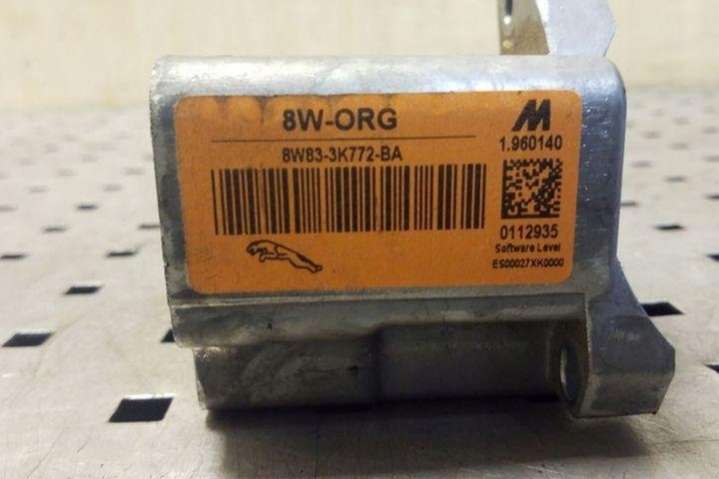 8W-ORG
8W83-3K772-BA
M
1.960140
0112935
Software Level
ES00027XK0000